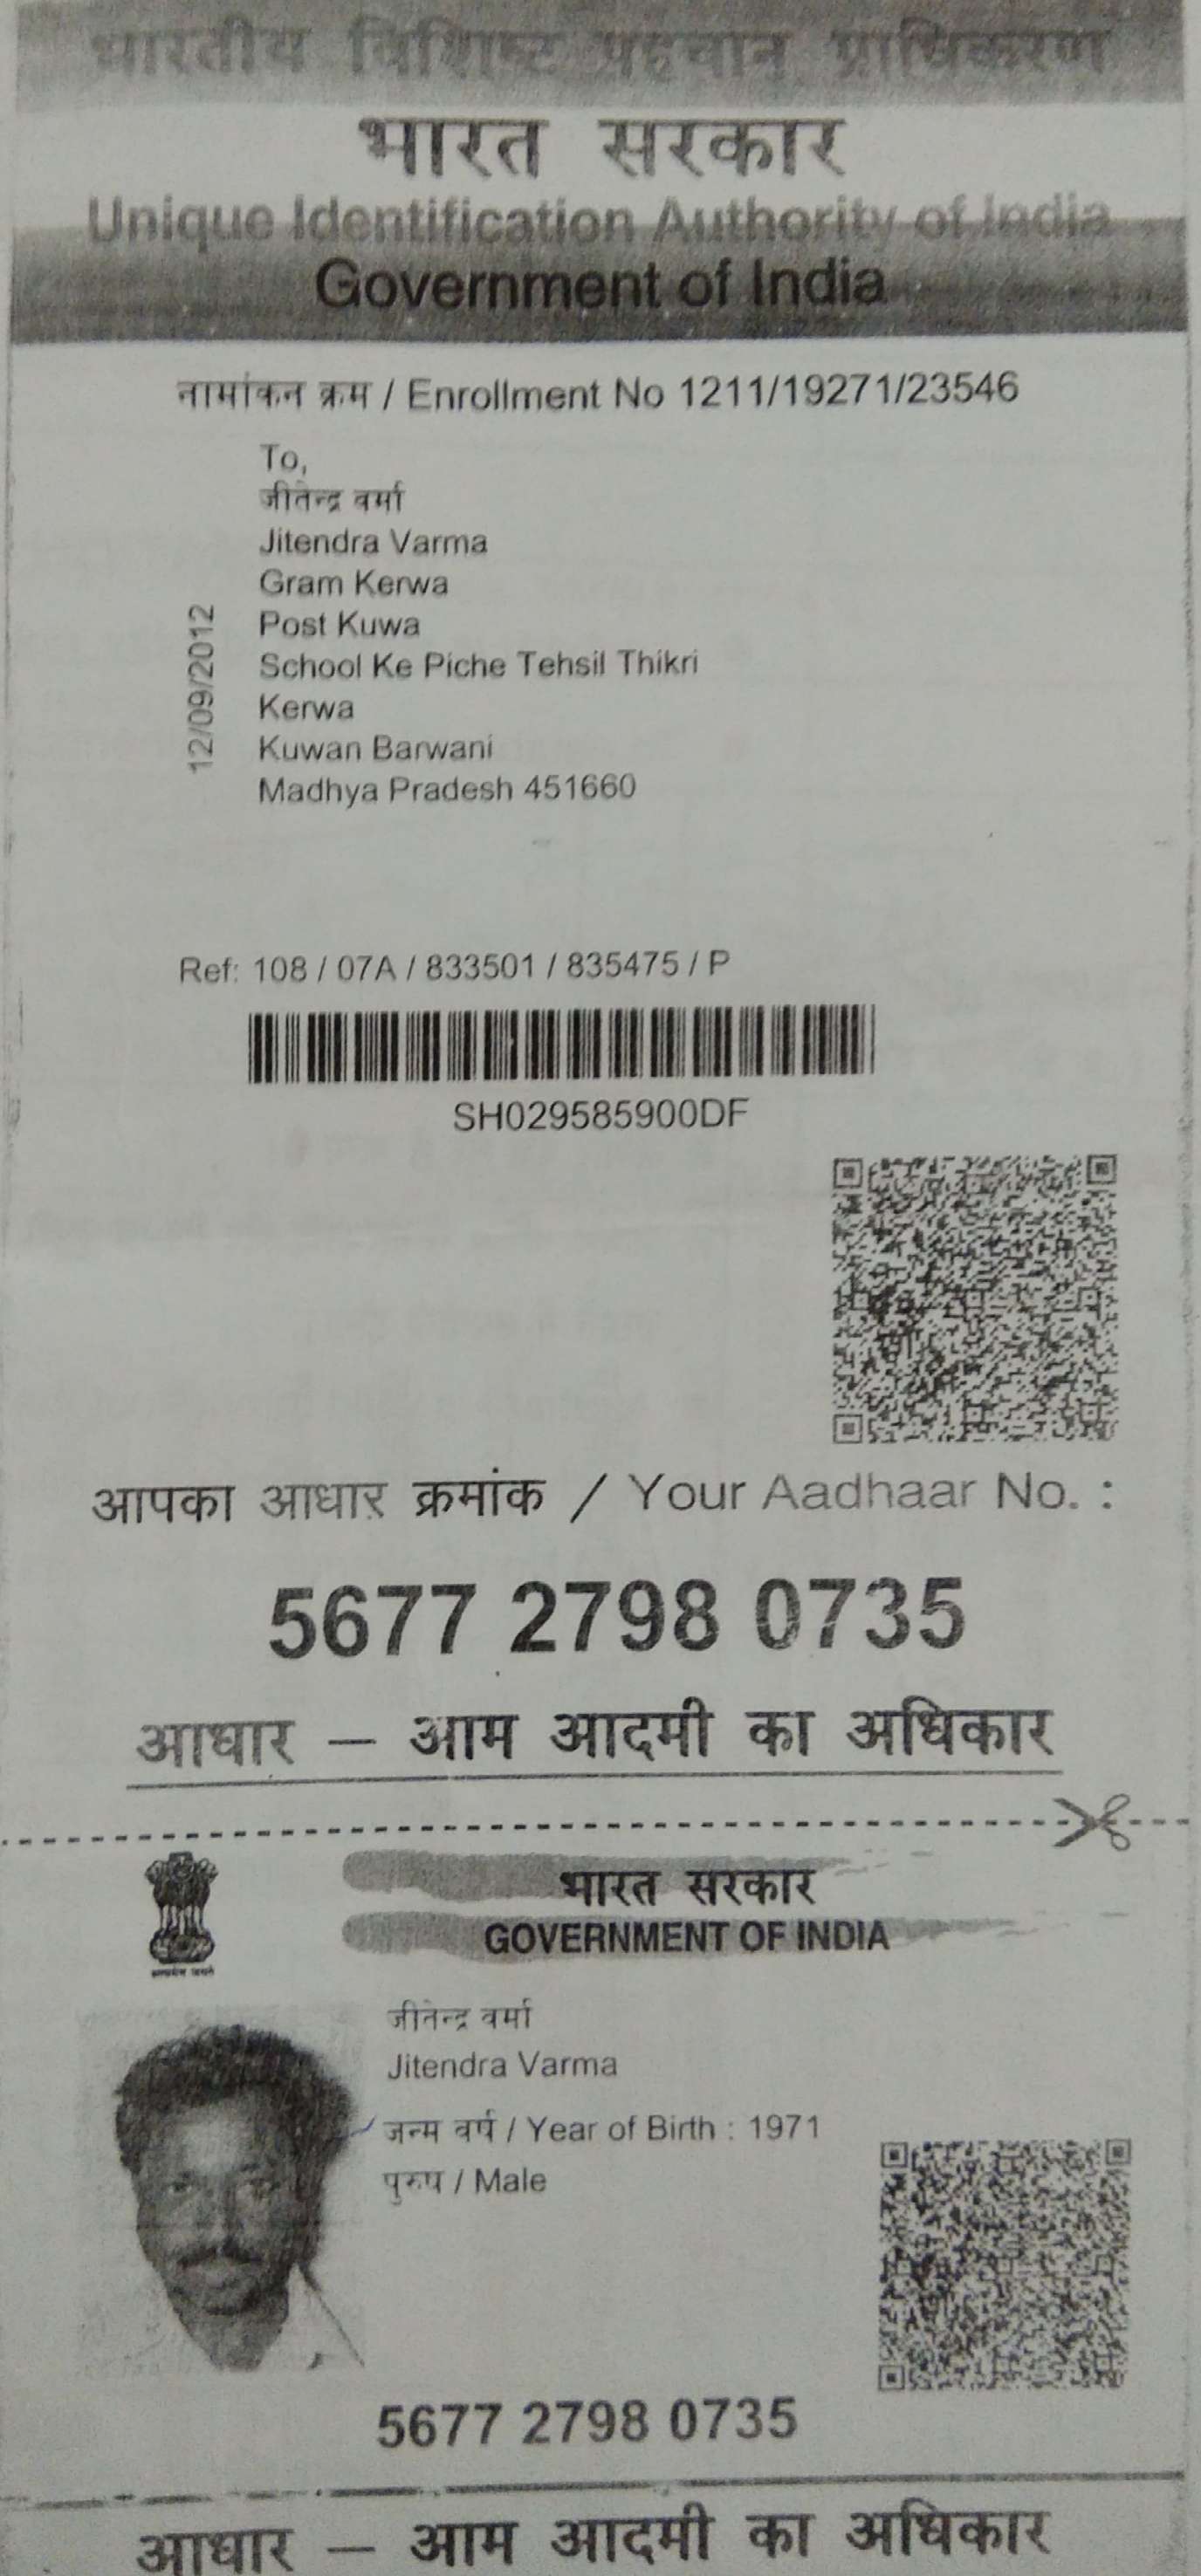 भारतीय विशिष्ट पहचान प्राधिकरण
भारत सरकार
Unique Identification Authority of India
Government of India
नामांकन क्रम / Enrollment No 1211/19271/23546
To,
जीतेन्द्र वर्मा
Jitendra Varma
Gram Kerwa
Post Kuwa
School Ke Piche Tehsil Thikri
Kerwa
Kuwan Barwani
Madhya Pradesh 451660
12/09/2012
Ref: 108 / 07A / 833501 / 835475 / P
SH029585900DF
आपका आधार क्रमांक / Your Aadhaar No. :
5677 2798 0735
आधार — आम आदमी का अधिकार
भारत सरकार
GOVERNMENT OF INDIA
जीतेन्द्र वर्मा
Jitendra Varma
जन्म वर्ष / Year of Birth : 1971
पुरुष / Male
5677 2798 0735
आधार — आम आदमी का अधिकार